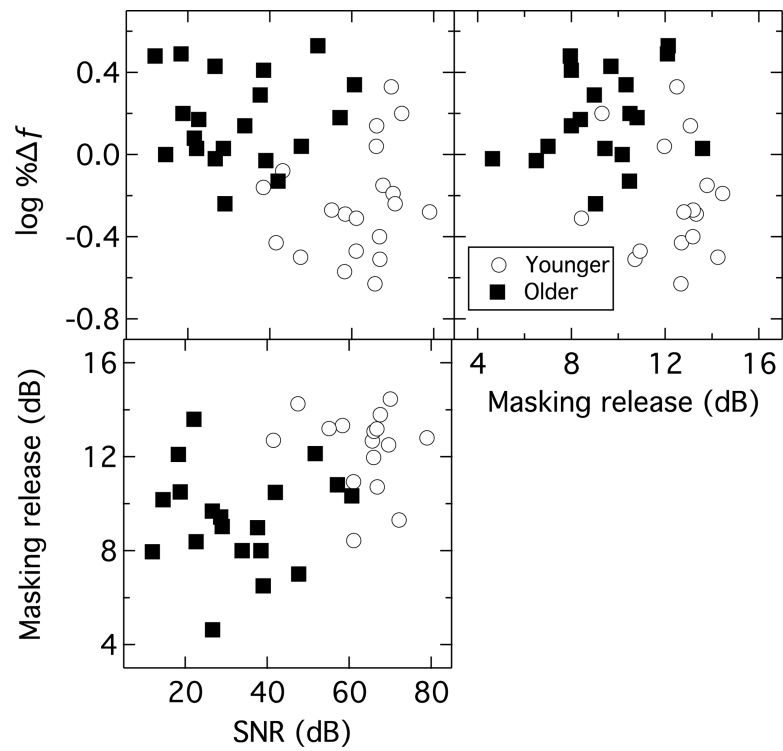 log %Δf
0.4
0.0
-0.4
-0.8
Younger
Older
4 8 12 16
Masking release (dB)
Masking release (dB)
16
12
8
4
20 40 60 80
SNR (dB)